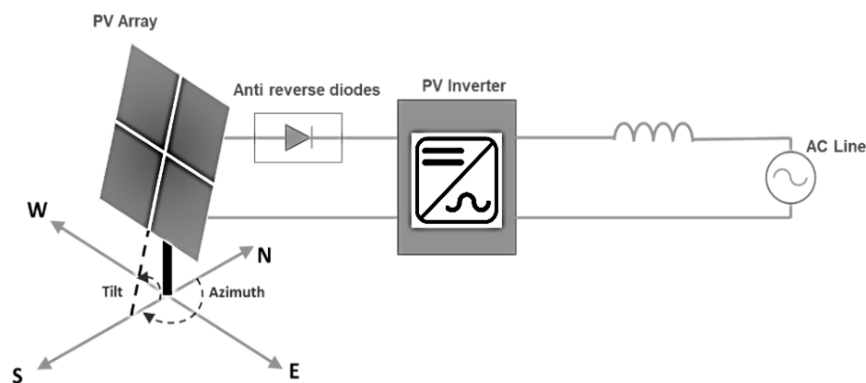 PV Array
Anti reverse diodes
PV Inverter
AC Line
W
N
Tilt
Azimuth
S
E